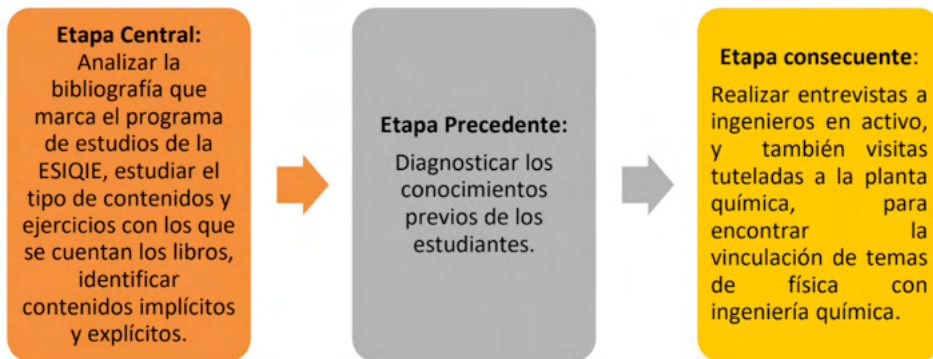 Etapa Central:
Analizar la
bibliografía que
marca el programa
de estudios de la
ESIQIE, estudiar el
tipo de contenidos y
ejercicios con los que
se cuentan los libros,
identificar
contenidos implícitos
y explícitos.
Etapa Precedente:
Diagnosticar los
conocimientos
previos de los
estudiantes.
Etapa consecuente:
Realizar entrevistas a
ingenieros en activo,
y también visitas
tuteladas a la planta
química, para
encontrar la
vinculación de temas
de física con
ingeniería química.